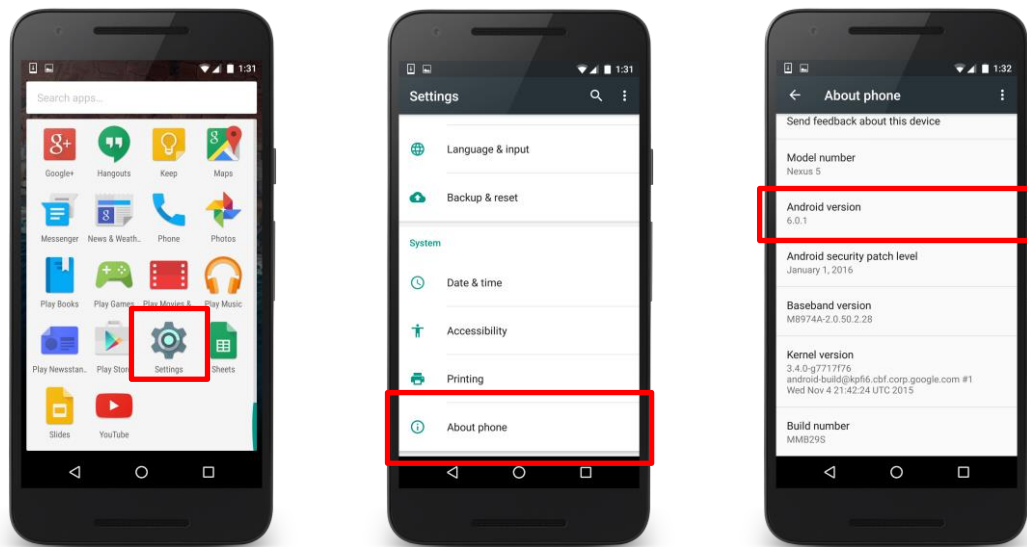 1:31
Search apps...
8+
8
Google+ Hangouts Keep Maps
8
Messenger News & Weath.. Phone Photos
Play Books Play Games Play Movies & Play Music
Play Newsstan.. Play Stor Settings Sheets
Slides YouTube
1:31
Settings
Language & input
Backup & reset
System
Date & time
Accessibility
Printing
About phone
1:32
About phone
Send feedback about this device
Model number
Nexus 5
Android version
6.0.1
Android security patch level
January 1, 2016
Baseband version
M8974A-2.0.50.2.28
Kernel version
3.4.0-g7717f76
android-build@kpfi6.cbf.corp.google.com #1
Wed Nov 4 21:42:24 UTC 2015
Build number
MMB29S